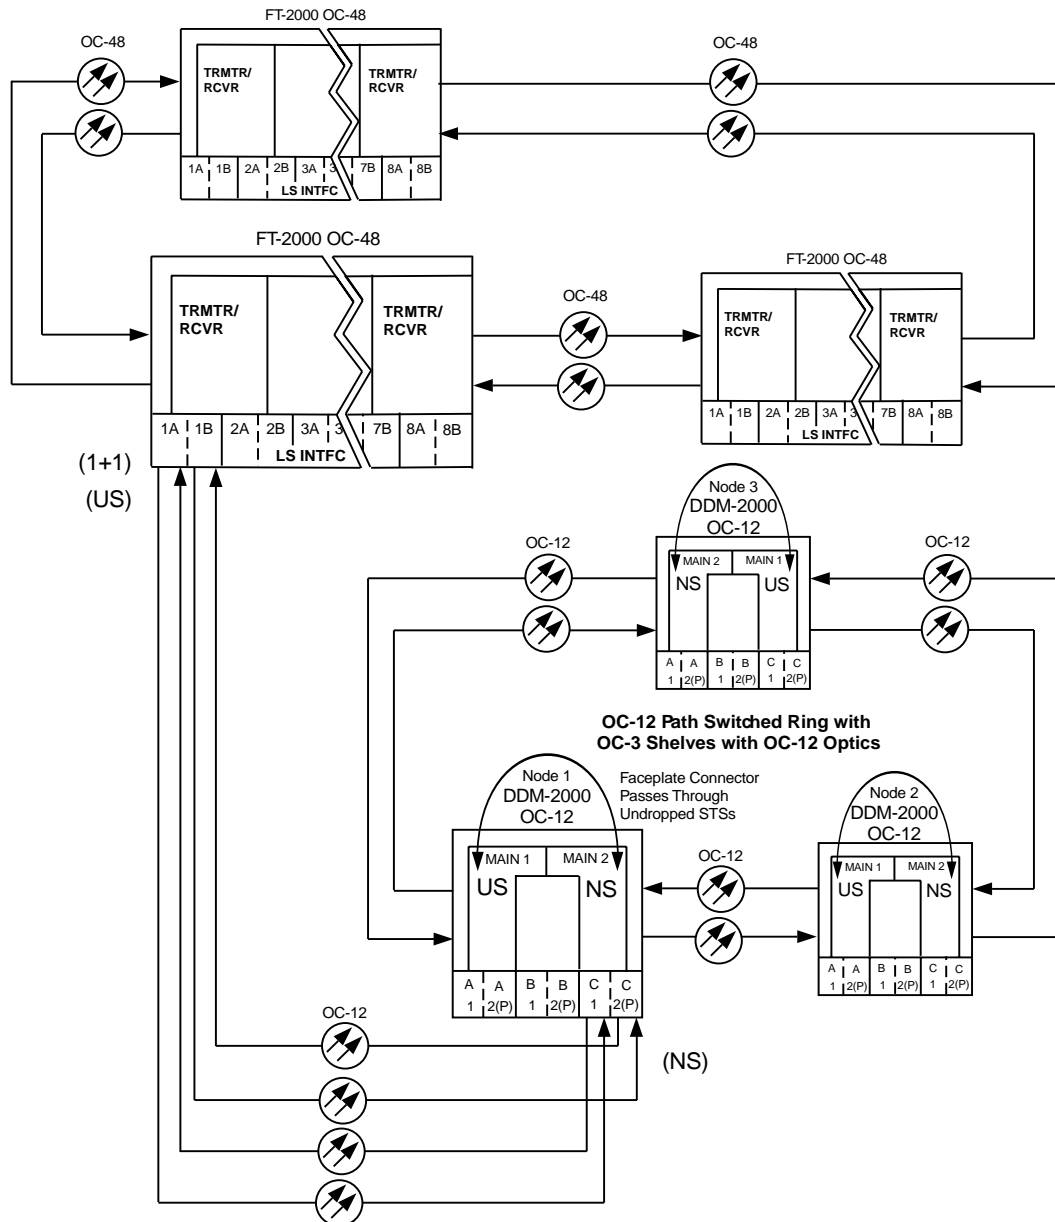 FT-2000 OC-48
OC-48
OC-48
TRMTR/
RCVR
TRMTR/
RCVR
1A 1B 2A 2B 3A 3 7B 8A 8B
LS INTFC
FT-2000 OC-48
TRMTR/
RCVR
TRMTR/
RCVR
1A 1B 2A 2B 3A 3 7B 8A 8B
LS INTFC
(1+1)
(US)
OC-48
FT-2000 OC-48
TRMTR/
RCVR
TRMTR/
RCVR
1A 1B 2A 2B 3A 3 7B 8A 8B
LS INTFC
Node 3
DDM-2000
OC-12
OC-12
OC-12
MAIN 2 MAIN 1
NS US
A A B B C C
1 2(P) 1 2(P) 1 2(P)
OC-12 Path Switched Ring with
OC-3 Shelves with OC-12 Optics
Node 1
DDM-2000
OC-12
Faceplate Connector
Passes Through
Undropped STSs
MAIN 1 MAIN 2
US NS
A A B B C C
1 2(P) 1 2(P) 1 2(P)
OC-12
Node 2
DDM-2000
OC-12
MAIN 1 MAIN 2
US NS
A A B B C C
1 2(P) 1 2(P) 1 2(P)
OC-12
(NS)